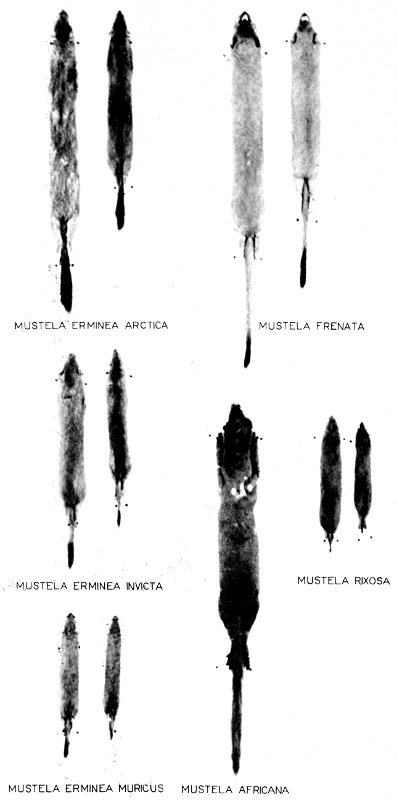 MUSTELA ERMINEA ARCTICA
MUSTELA FRENATA
MUSTELA ERMINEA INVICTA
MUSTELA RIXOSA
MUSTELA ERMINEA MURICUS
MUSTELA AFRICANA